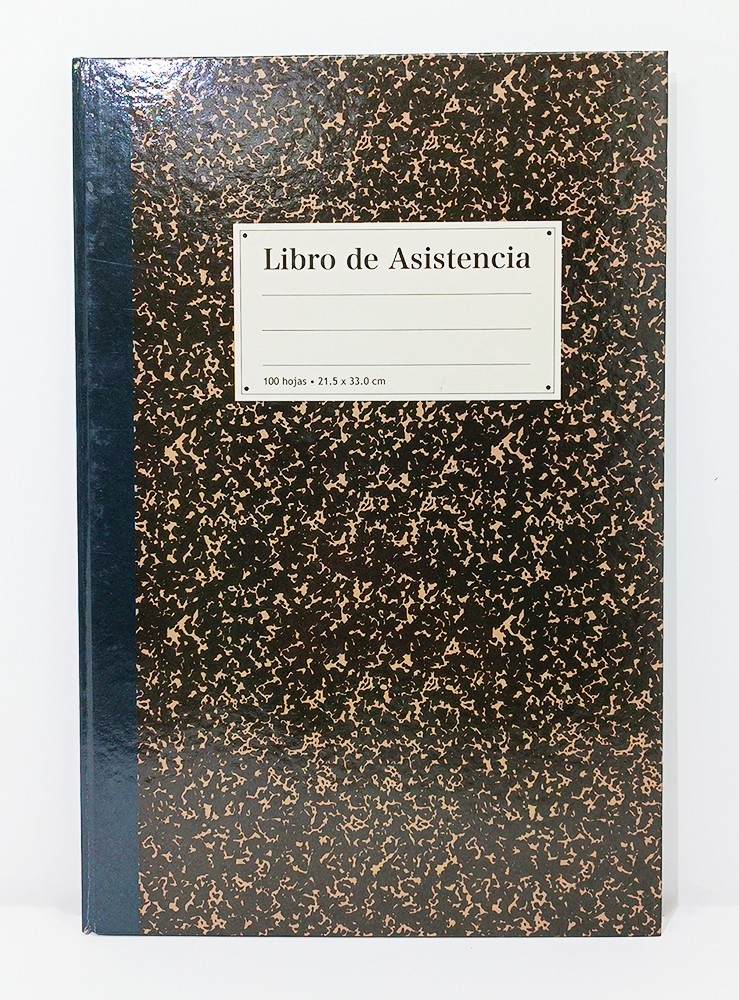 Libro de Asistencia
100 hojas • 21.5 x 33.0 cm